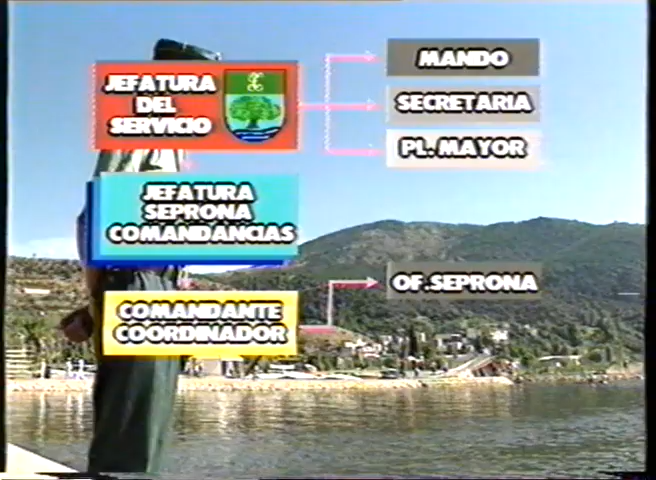 JEFATURA
DEL
SERVICIO
MANDO
SECRETARIA
PL. MAYOR
JEFATURA
SEPRONA
COMANDANCIAS
COMANDANTE
COORDINADOR
OF. SEPRONA